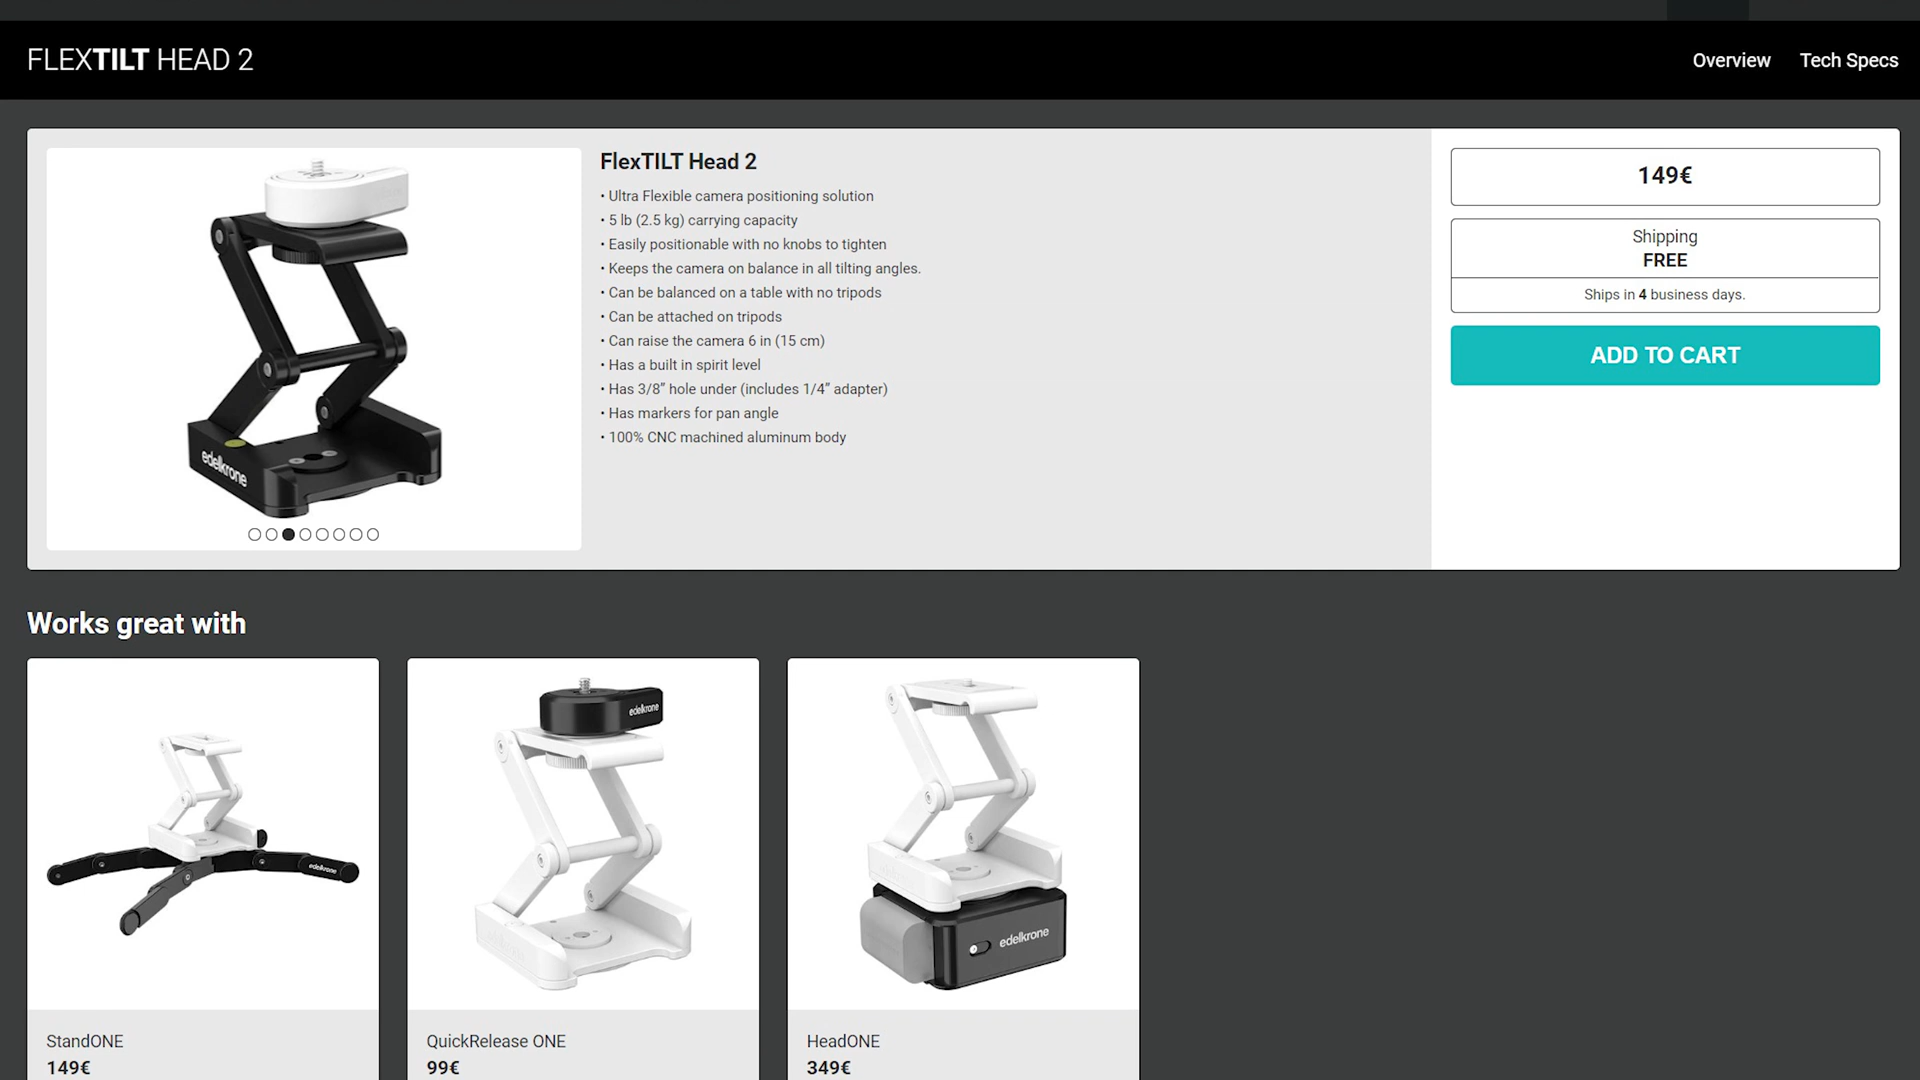 FLEXTILT HEAD 2
Overview
Tech Specs
edelkrone
FlexTILT Head 2
• Ultra Flexible camera positioning solution
• 5 lb (2.5 kg) carrying capacity
• Easily positionable with no knobs to tighten
• Keeps the camera on balance in all tilting angles.
• Can be balanced on a table with no tripods
• Can be attached on tripods
• Can raise the camera 6 in (15 cm)
• Has a built in spirit level
• Has 3/8” hole under (includes 1/4” adapter)
• Has markers for pan angle
• 100% CNC machined aluminum body
149€
Shipping
FREE
Ships in 4 business days.
ADD TO CART
Works great with
edelkrone
edelkrone
edelkrone
StandONE
149€
QuickRelease ONE
99€
HeadONE
349€